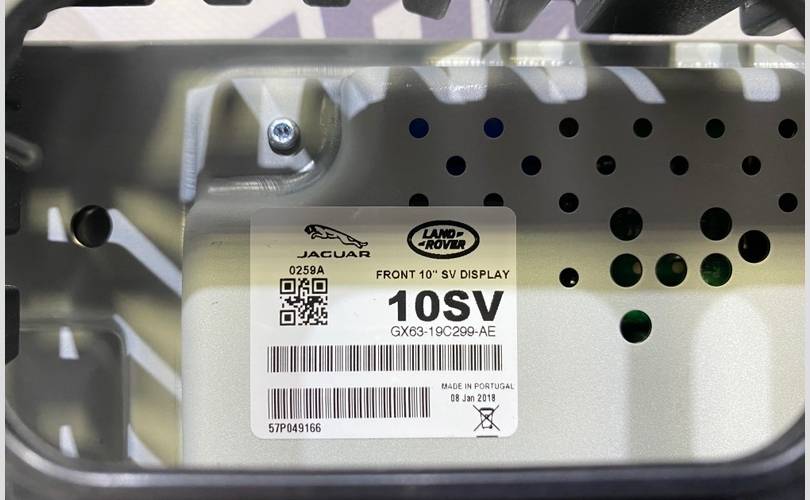 JAGUAR
LAND-
-ROVER
0259A
FRONT 10" SV DISPLAY
10SV
GX63-19C299-AE
MADE IN PORTUGAL
08 Jan 2018
57P049166